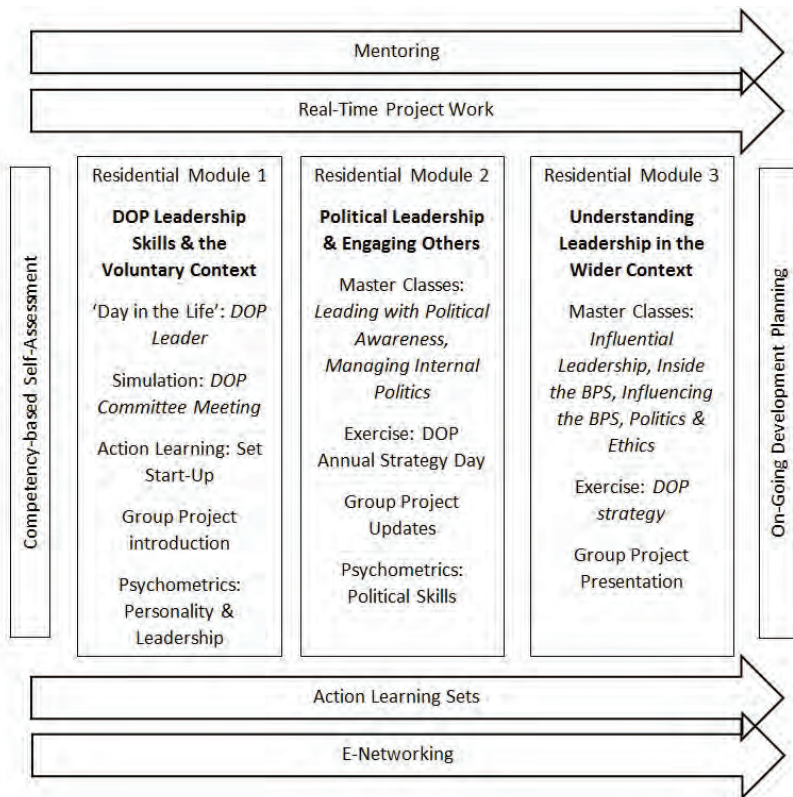 Mentoring
Real-Time Project Work
Competency-based Self-Assessment
Residential Module 1
DOP Leadership
Skills & the
Voluntary Context
‘Day in the Life’: DOP
Leader
Simulation: DOP
Committee Meeting
Action Learning: Set
Start-Up
Group Project
introduction
Psychometrics:
Personality &
Leadership
Residential Module 2
Political Leadership
& Engaging Others
Master Classes:
Leading with Political
Awareness,
Managing Internal
Politics
Exercise: DOP
Annual Strategy Day
Group Project
Updates
Psychometrics:
Political Skills
Residential Module 3
Understanding
Leadership in the
Wider Context
Master Classes:
Influential
Leadership, Inside
the BPS, Influencing
the BPS, Politics &
Ethics
Exercise: DOP
strategy
Group Project
Presentation
On-Going Development Planning
Action Learning Sets
E-Networking